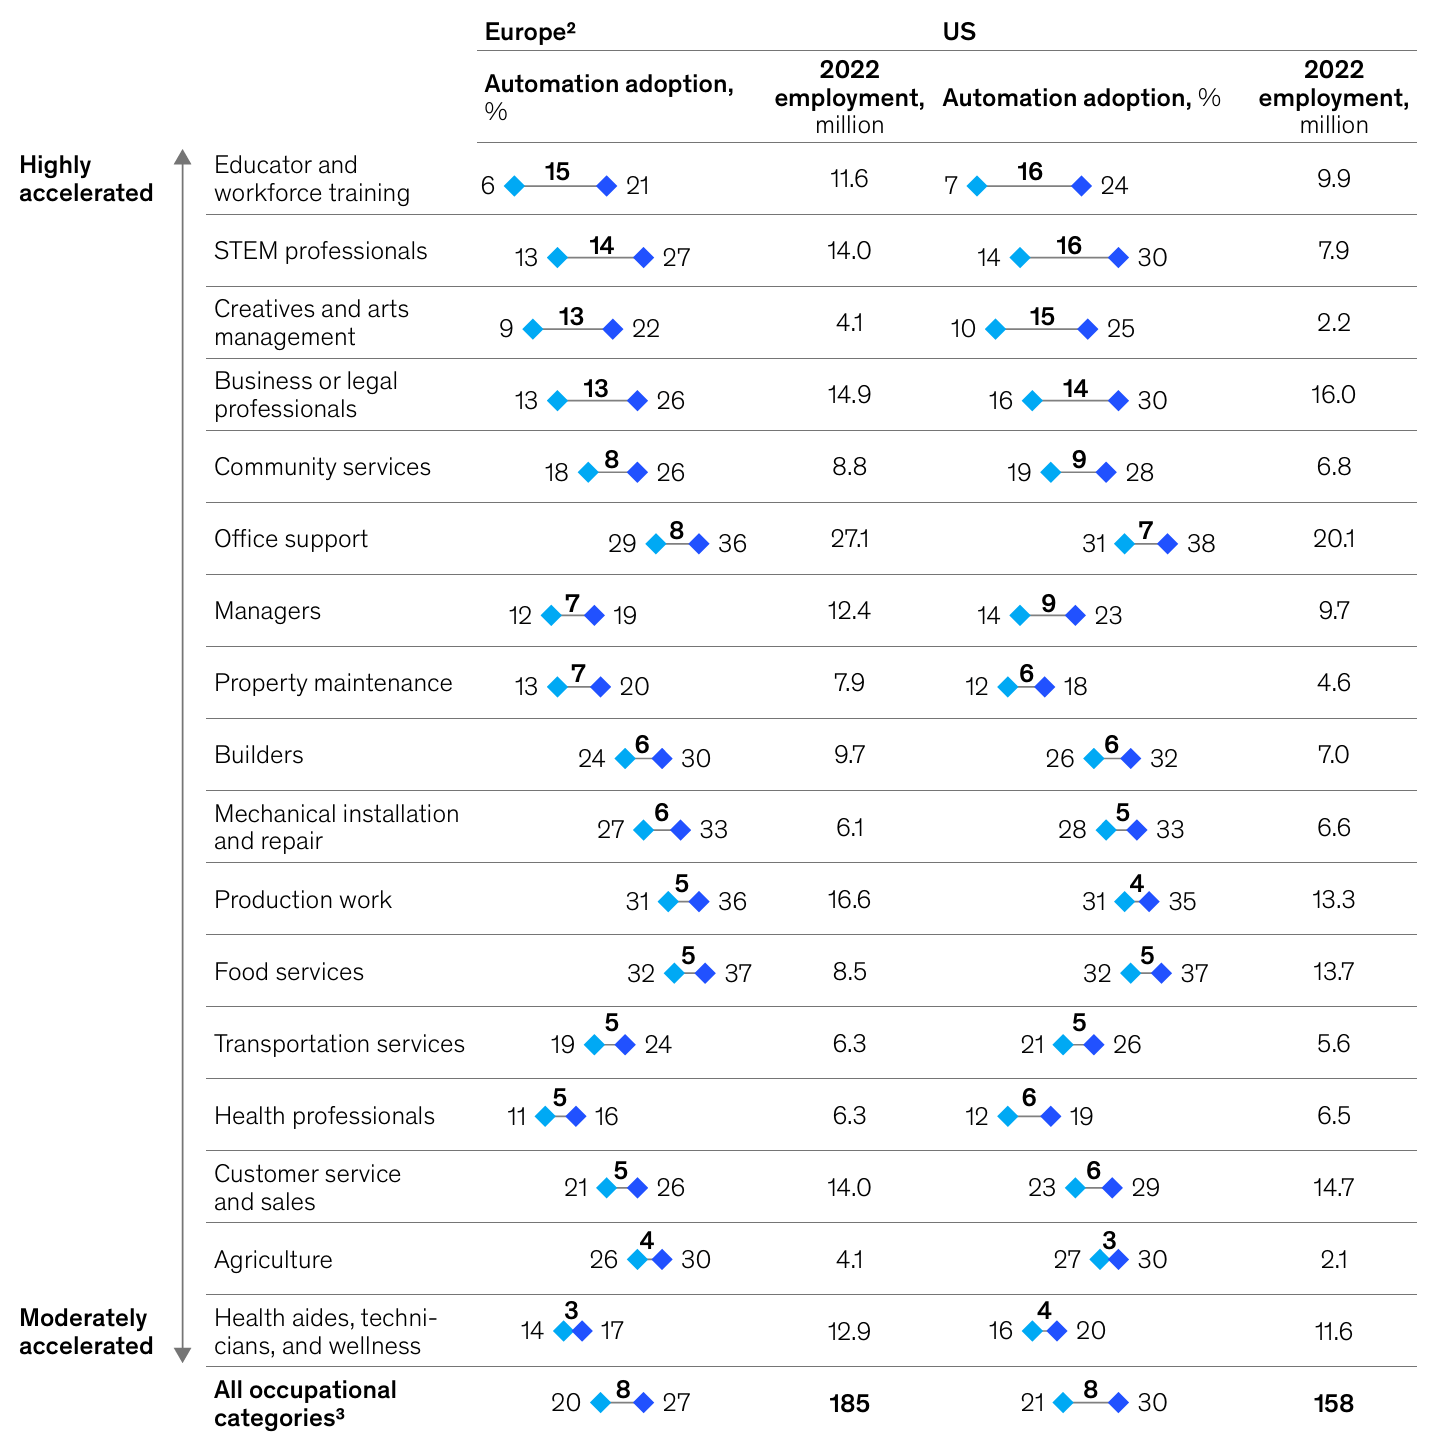 Europe² US
Automation adoption, % 2022 employment, million Automation adoption, % 2022 employment, million
Highly accelerated
Educator and workforce training 6 15 21 11.6 7 16 24 9.9
STEM professionals 13 14 27 14.0 14 16 30 7.9
Creatives and arts management 9 13 22 4.1 10 15 25 2.2
Business or legal professionals 13 13 26 14.9 16 14 30 16.0
Community services 18 8 26 8.8 19 9 28 6.8
Office support 29 8 36 27.1 31 7 38 20.1
Managers 12 7 19 12.4 14 9 23 9.7
Property maintenance 13 7 20 7.9 12 6 18 4.6
Builders 24 6 30 9.7 26 6 32 7.0
Mechanical installation and repair 27 6 33 6.1 28 5 33 6.6
Production work 31 5 36 16.6 31 4 35 13.3
Food services 32 5 37 8.5 32 5 37 13.7
Transportation services 19 5 24 6.3 21 5 26 5.6
Health professionals 11 5 16 6.3 12 6 19 6.5
Customer service and sales 21 5 26 14.0 23 6 29 14.7
Agriculture 26 4 30 4.1 27 3 30 2.1
Moderately accelerated
Health aides, techni-
cians, and wellness 14 3 17 12.9 16 4 20 11.6
All occupational categories³ 20 8 27 185 21 8 30 158